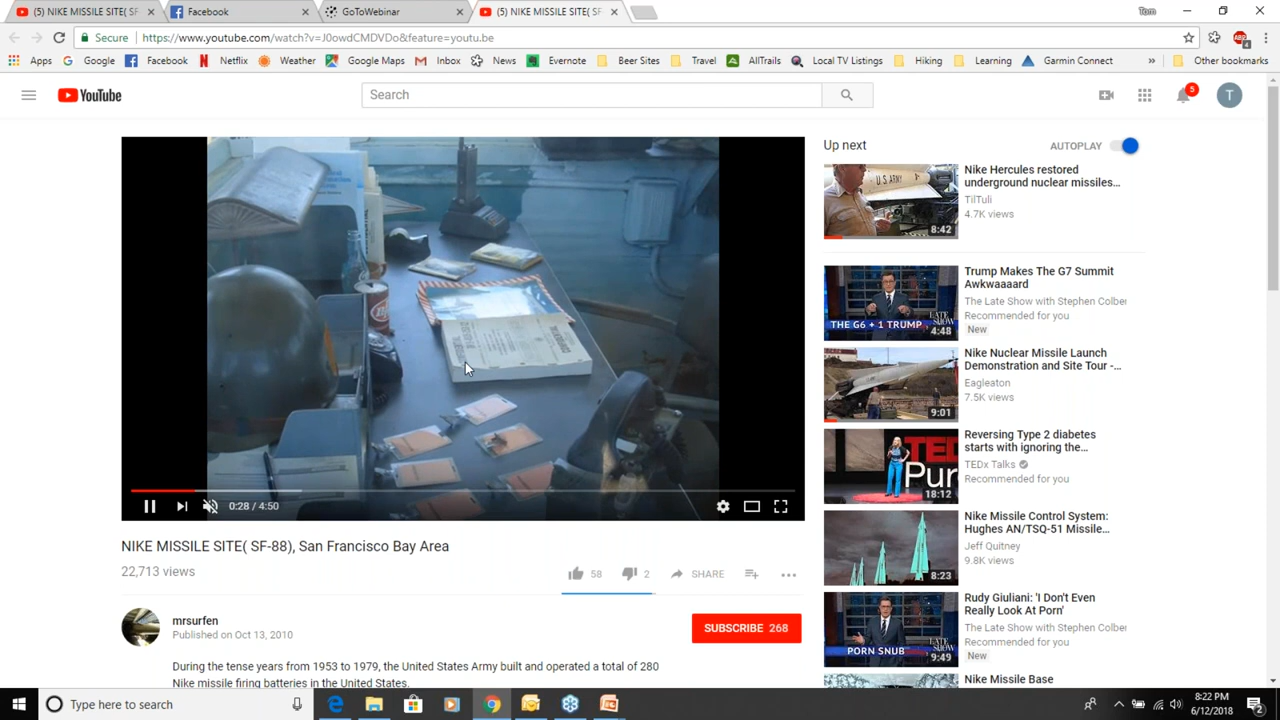 (5) NIKE MISSILE SITE( SF-
Facebook
GoToWebinar
(5) NIKE MISSILE SITE( SF-
Tom
Secure
https://www.youtube.com/watch?v=J0owdCMDVDo&feature=youtu.be
Apps Google Facebook Netflix Weather Google Maps Inbox News Evernote Beer Sites Travel AllTrails Local TV Listings Hiking Learning Garmin Connect » Other bookmarks
YouTube
Search
5
T
Up next
AUTOPLAY
U.S. ARMY
8:42
Nike Hercules restored
underground nuclear missiles...
TilTuli
4.7K views
THE G6 + 1 TRUMP
LATE SHOW
4:48
Trump Makes The G7 Summit
Awkwaaaard
The Late Show with Stephen Colber
Recommended for you
New
9:01
Nike Nuclear Missile Launch
Demonstration and Site Tour -...
Eagleton
7.5K views
TED
Pur
18:12
Reversing Type 2 diabetes
starts with ignoring the...
TEDx Talks
Recommended for you
8:23
Nike Missile Control System:
Hughes AN/TSQ-51 Missile...
Jeff Quitney
9.8K views
PORN SNUB
LATE SHOW
9:49
Rudy Giuliani: 'I Don't Even
Really Look At Porn'
The Late Show with Stephen Colber
Recommended for you
New
Nike Missile Base
0:28 / 4:50
NIKE MISSILE SITE( SF-88), San Francisco Bay Area
22,713 views
58
2
SHARE
mrsurfen
Published on Oct 13, 2010
SUBSCRIBE 268
During the tense years from 1953 to 1979, the United States Army built and operated a total of 280
Nike missile firing batteries in the United States.
Type here to search
8:22 PM
6/12/2018
2